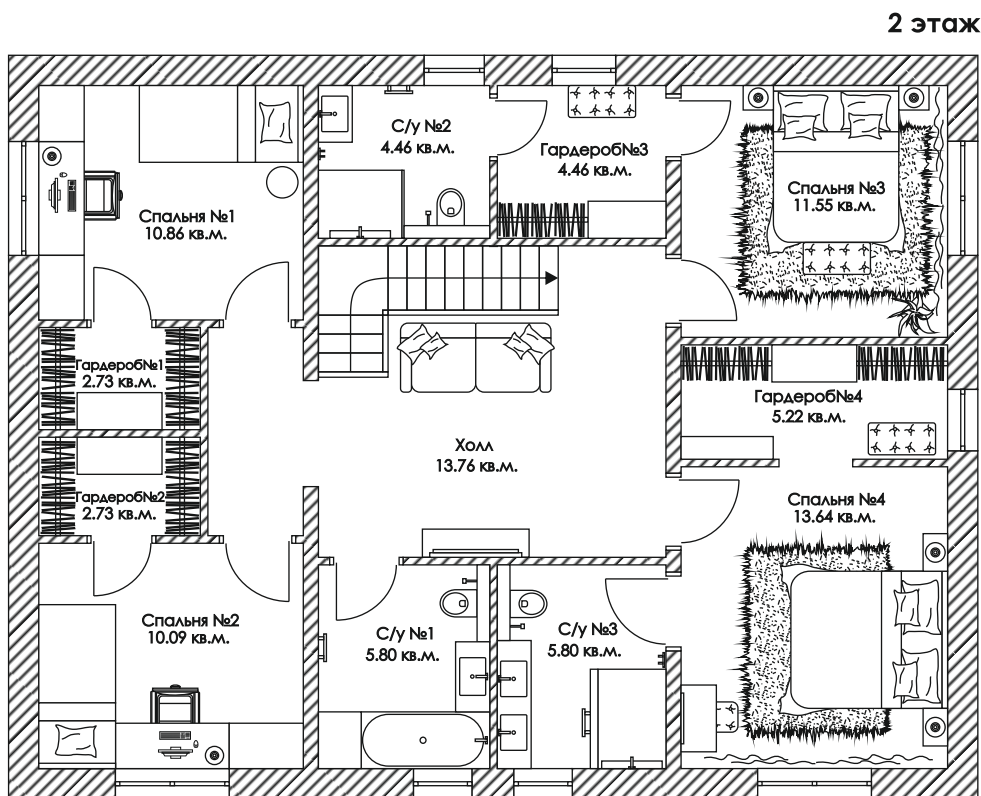 2 этаж
С/у №2
4.46 кв.м.
Гардероб№3
4.46 кв.м.
Спальня №3
11.55 кв.м.
Спальня №1
10.86 кв.м.
Гардероб№1
2.73 кв.м.
Гардероб№4
5.22 кв.м.
Холл
13.76 кв.м.
Гардероб№2
2.73 кв.м.
Спальня №4
13.64 кв.м.
Спальня №2
10.09 кв.м.
С/у №1
5.80 кв.м.
С/у №3
5.80 кв.м.